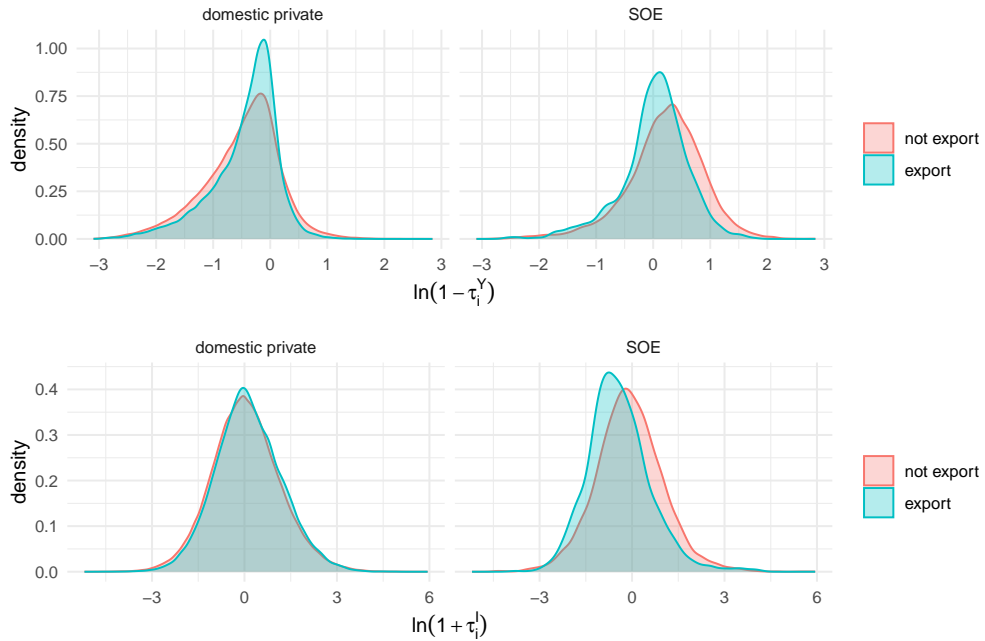 domestic private SOE
1.00
0.75
0.50
0.25
0.00
density
−3 −2 −1 0 1 2 3 −3 −2 −1 0 1 2 3
ln(1 − τᵢʸ)
not export
export
domestic private SOE
0.4
0.3
0.2
0.1
0.0
density
−3 0 3 6 −3 0 3 6
ln(1 + τᵢᴵ)
not export
export